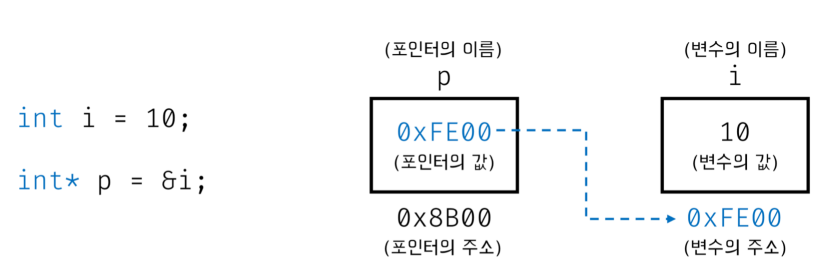 int i = 10;
int* p = &i;
(포인터의 이름)
p
0xFE00
(포인터의 값)
0x8B00
(포인터의 주소)
(변수의 이름)
i
10
(변수의 값)
0xFE00
(변수의 주소)